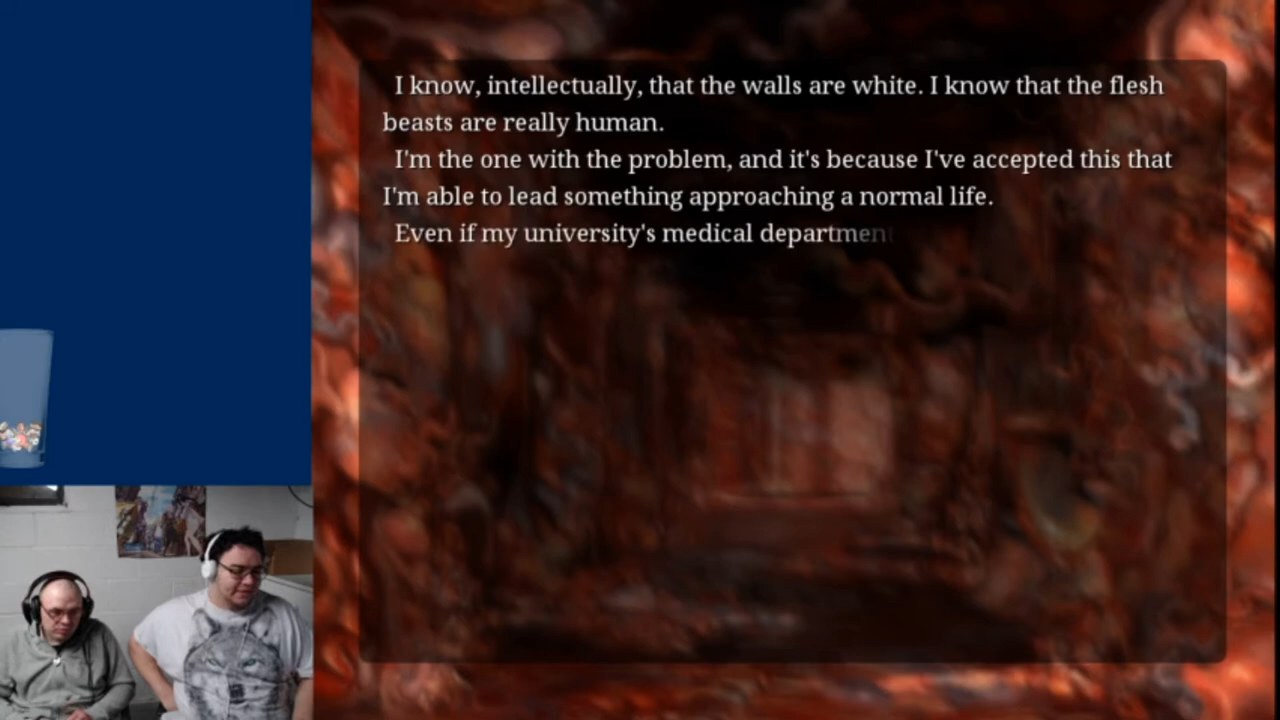 I know, intellectually, that the walls are white. I know that the flesh
beasts are really human.
I'm the one with the problem, and it's because I've accepted this that
I'm able to lead something approaching a normal life.
Even if my university's medical department